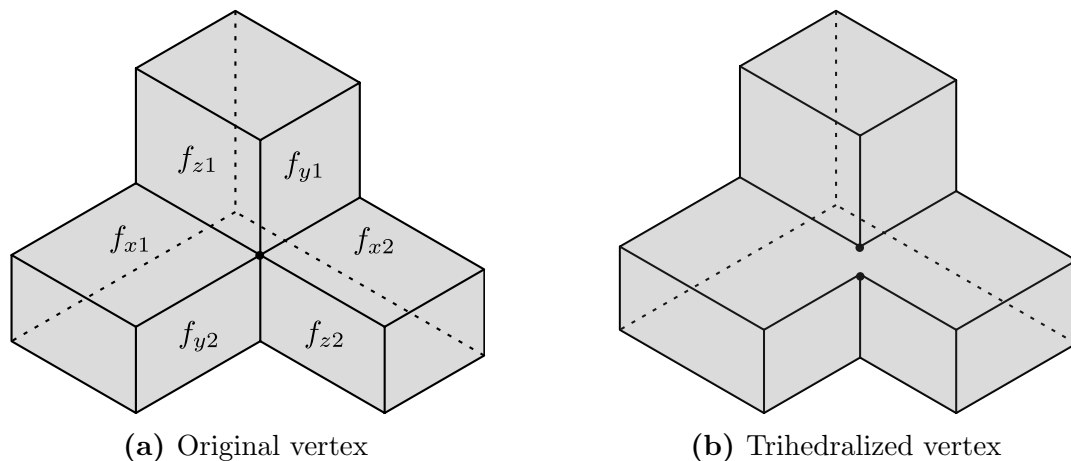 f_{z1}
f_{y1}
f_{x1}
f_{x2}
f_{y2}
f_{z2}
(a) Original vertex
(b) Trihedralized vertex